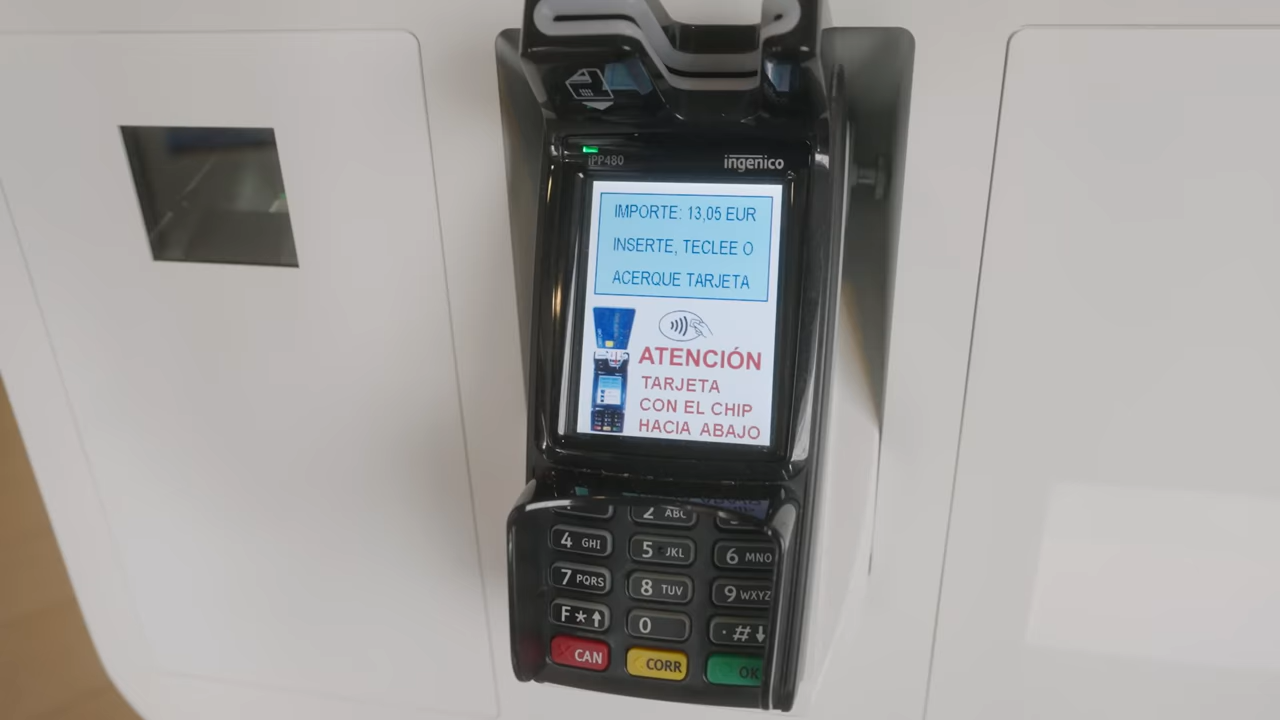 iPP480
ingenico
IMPORTE: 13,05 EUR
INSERTE, TECLEE O
ACERQUE TARJETA
ATENCIÓN
TARJETA
CON EL CHIP
HACIA ABAJO
2 ABC
4 GHI
5 JKL
6 MNO
7 PQRS
8 TUV
9 WXYZ
F*↑
0
·#↓
CAN
CORR
OK